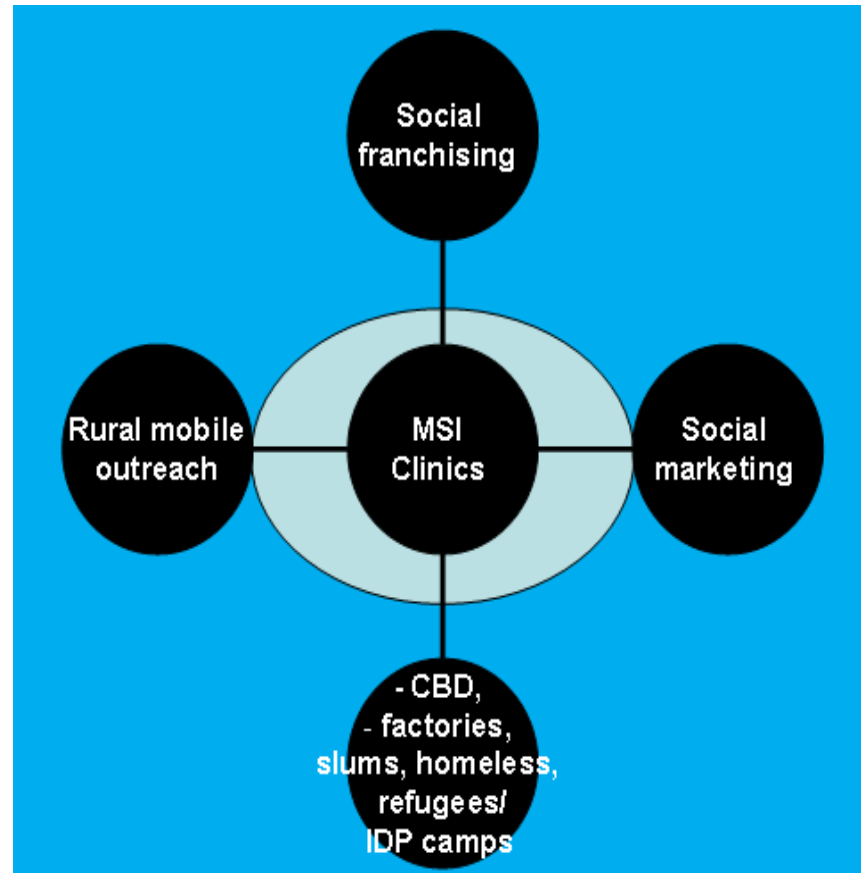 Social
franchising
Rural mobile
outreach
MSI
Clinics
Social
marketing
- CBD,
- factories,
slums, homeless,
refugees/
IDP camps